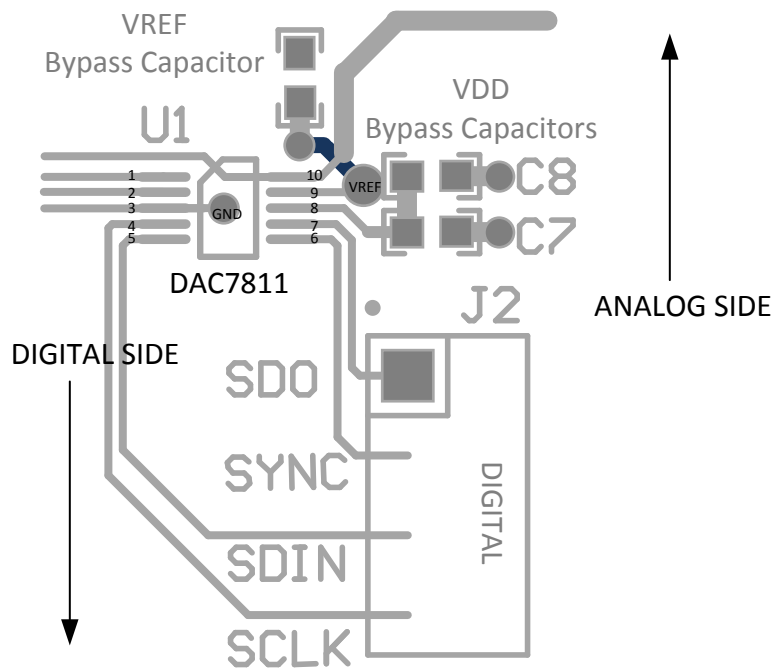 VREF
Bypass Capacitor
VDD
Bypass Capacitors
U1
1
2
3
4
5
10
9
8
7
6
GND
VREF
C8
C7
DAC7811
J2
ANALOG SIDE
DIGITAL SIDE
SDO
SYNC
SDIN
SCLK
DIGITAL